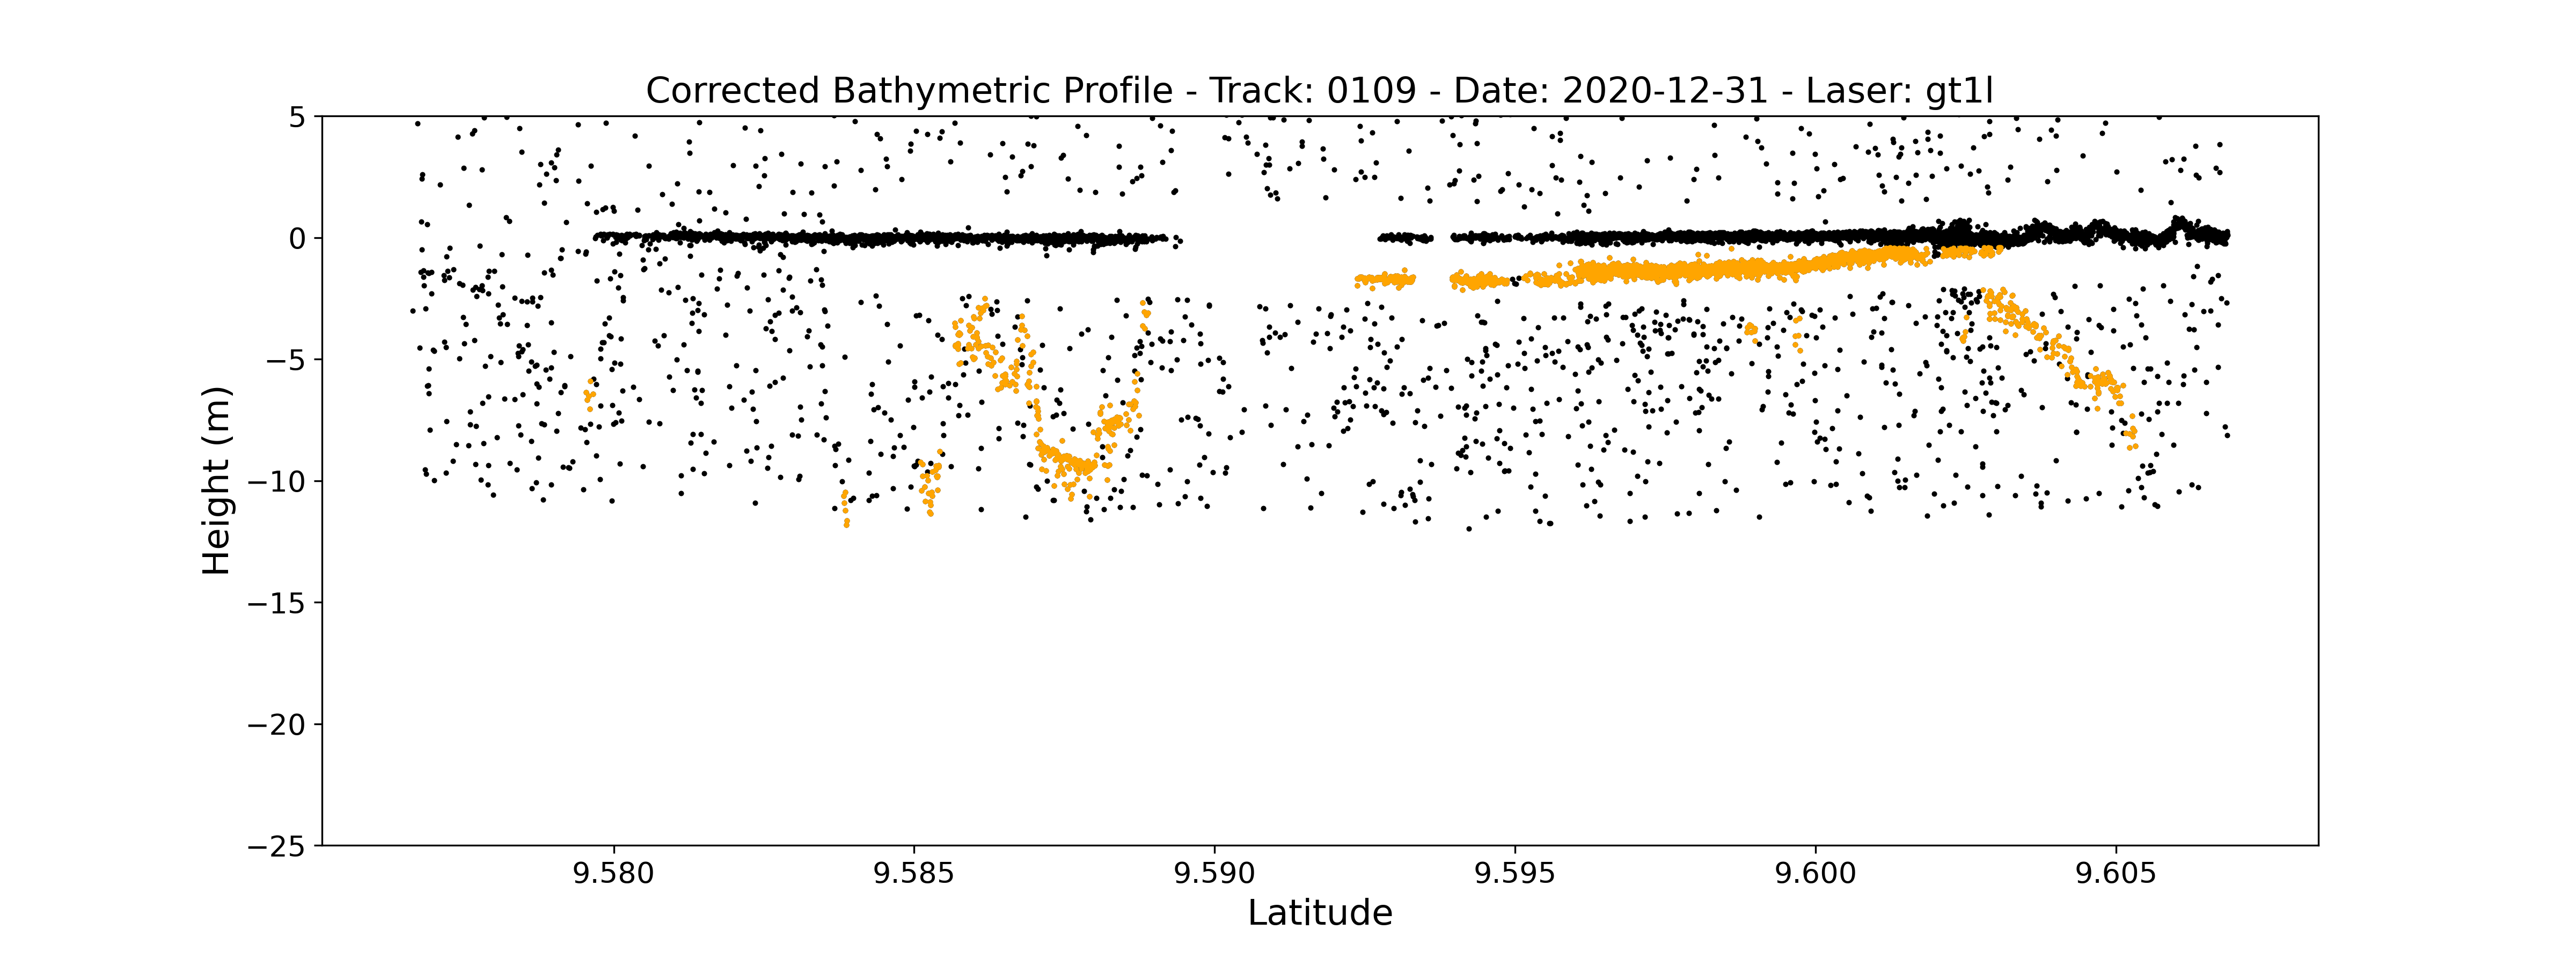 Corrected Bathymetric Profile - Track: 0109 - Date: 2020-12-31 - Laser: gt1l
5
0
−5
−10
−15
−20
−25
Height (m)
9.580 9.585 9.590 9.595 9.600 9.605
Latitude